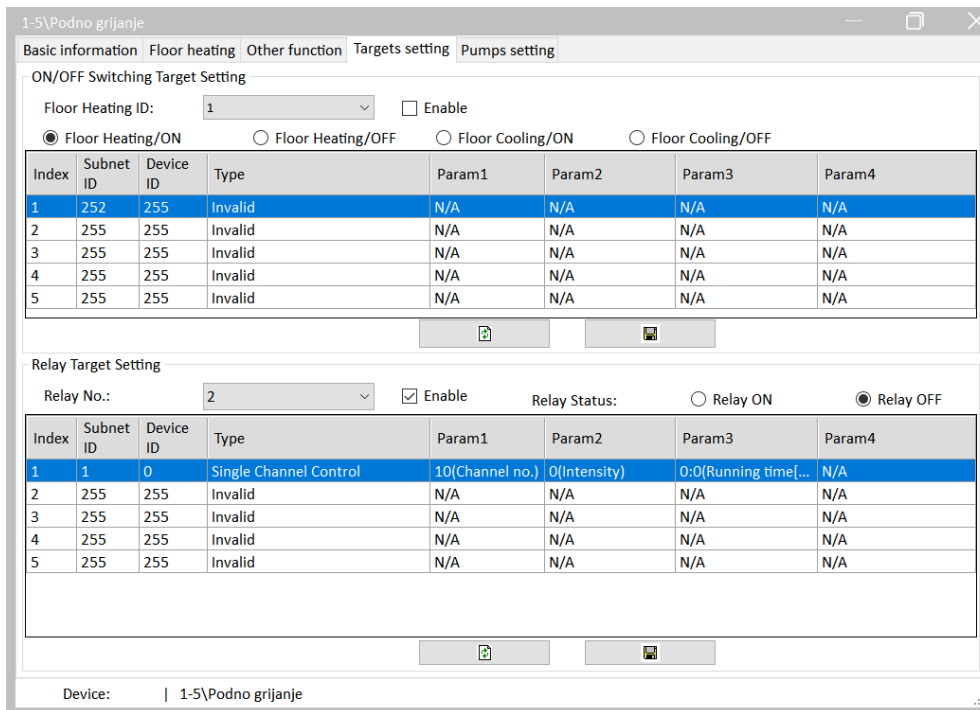 1-5\Podno grijanje
Basic information Floor heating Other function Targets setting Pumps setting
ON/OFF Switching Target Setting
Floor Heating ID: 1 Enable
Floor Heating/ON Floor Heating/OFF Floor Cooling/ON Floor Cooling/OFF
Index Subnet ID Device ID Type Param1 Param2 Param3 Param4
1 252 255 Invalid N/A N/A N/A N/A
2 255 255 Invalid N/A N/A N/A N/A
3 255 255 Invalid N/A N/A N/A N/A
4 255 255 Invalid N/A N/A N/A N/A
5 255 255 Invalid N/A N/A N/A N/A
Relay Target Setting
Relay No.: 2 Enable Relay Status: Relay ON Relay OFF
Index Subnet ID Device ID Type Param1 Param2 Param3 Param4
1 1 0 Single Channel Control 10(Channel no.) 0(Intensity) 0:0(Running time[... N/A
2 255 255 Invalid N/A N/A N/A N/A
3 255 255 Invalid N/A N/A N/A N/A
4 255 255 Invalid N/A N/A N/A N/A
5 255 255 Invalid N/A N/A N/A N/A
Device: | 1-5\Podno grijanje